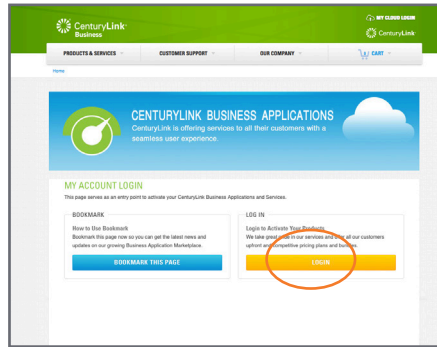 CenturyLink
Business
MY CLOUD LOGIN
CenturyLink
PRODUCTS & SERVICES
CUSTOMER SUPPORT
OUR COMPANY
CART
Home
CENTURYLINK BUSINESS APPLICATIONS
CenturyLink is offering services to all their customers with a
seamless user experience.
MY ACCOUNT LOGIN
This page serves as an entry point to activate your CenturyLink Business Applications and Services.
BOOKMARK
How to Use Bookmark
Bookmark this page now so you can get the latest news and
updates on our growing Business Application Marketplace.
BOOKMARK THIS PAGE
LOG IN
Login to Activate Your Products
We take great pride in our services and offer all our customers
upfront and competitive pricing plans and bundles.
LOGIN